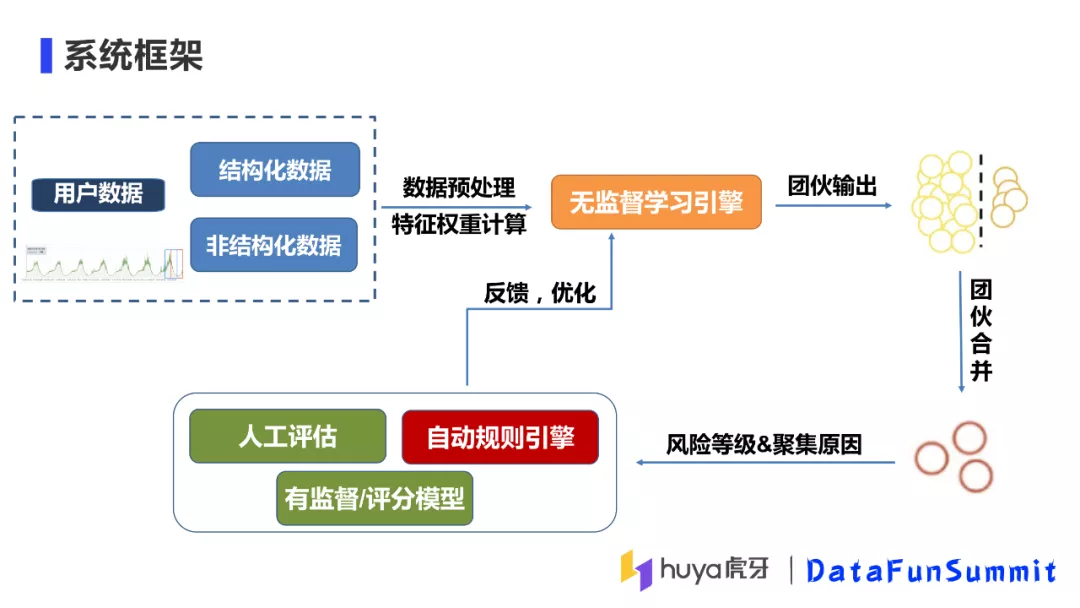 系统框架
用户数据
结构化数据
非结构化数据
数据预处理
特征权重计算
无监督学习引擎
团伙输出
团伙合并
反馈，优化
人工评估
自动规则引擎
有监督/评分模型
风险等级&聚集原因
huya虎牙 | DataFunSummit